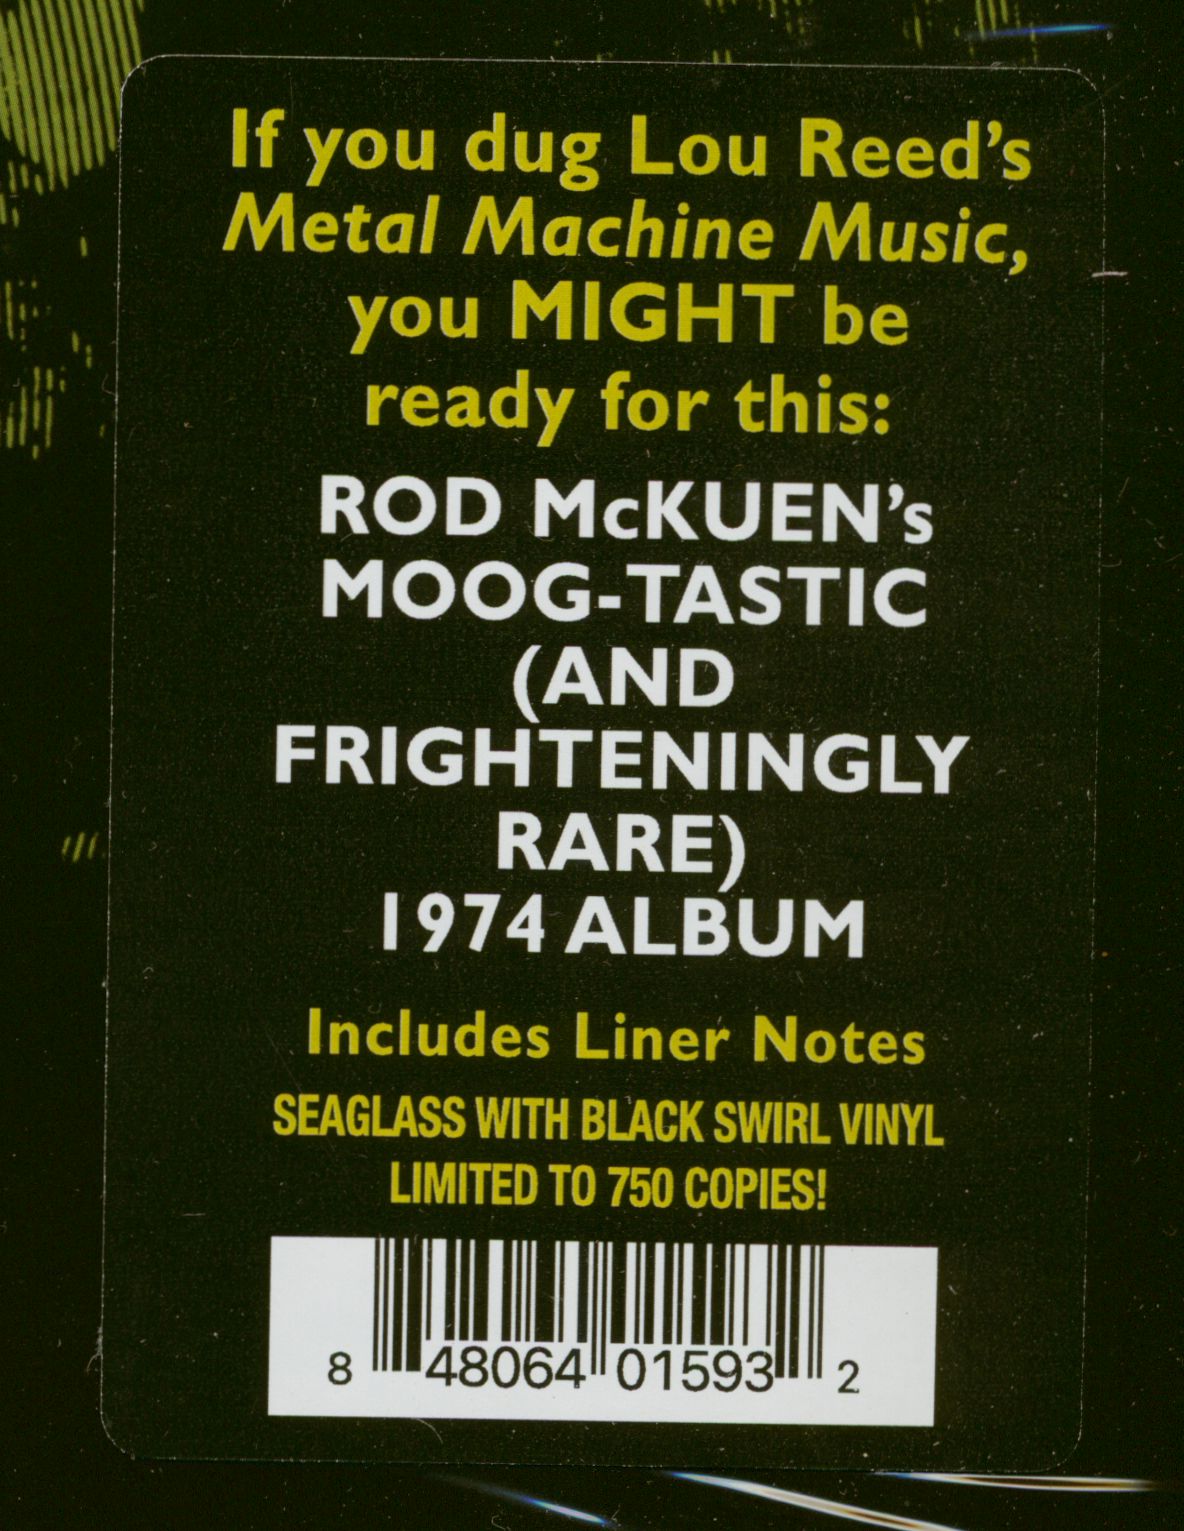 If you dug Lou Reed's
Metal Machine Music,
you MIGHT be
ready for this:
ROD McKUEN's
MOOG-TASTIC
(AND
FRIGHTENINGLY
RARE)
1974 ALBUM
Includes Liner Notes
SEAGLASS WITH BLACK SWIRL VINYL
LIMITED TO 750 COPIES!
8 48064 01593 2